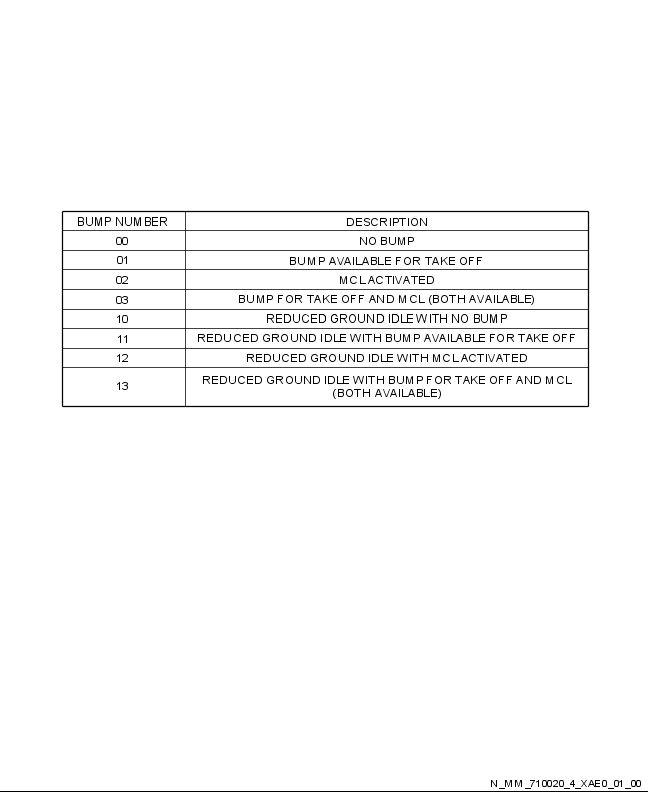 BUMP NUMBER DESCRIPTION
00 NO BUMP
01 BUMP AVAILABLE FOR TAKE OFF
02 MCL ACTIVATED
03 BUMP FOR TAKE OFF AND MCL (BOTH AVAILABLE)
10 REDUCED GROUND IDLE WITH NO BUMP
11 REDUCED GROUND IDLE WITH BUMP AVAILABLE FOR TAKE OFF
12 REDUCED GROUND IDLE WITH MCL ACTIVATED
13 REDUCED GROUND IDLE WITH BUMP FOR TAKE OFF AND MCL
(BOTH AVAILABLE)
N_MM_710020_4_XAE0_01_00